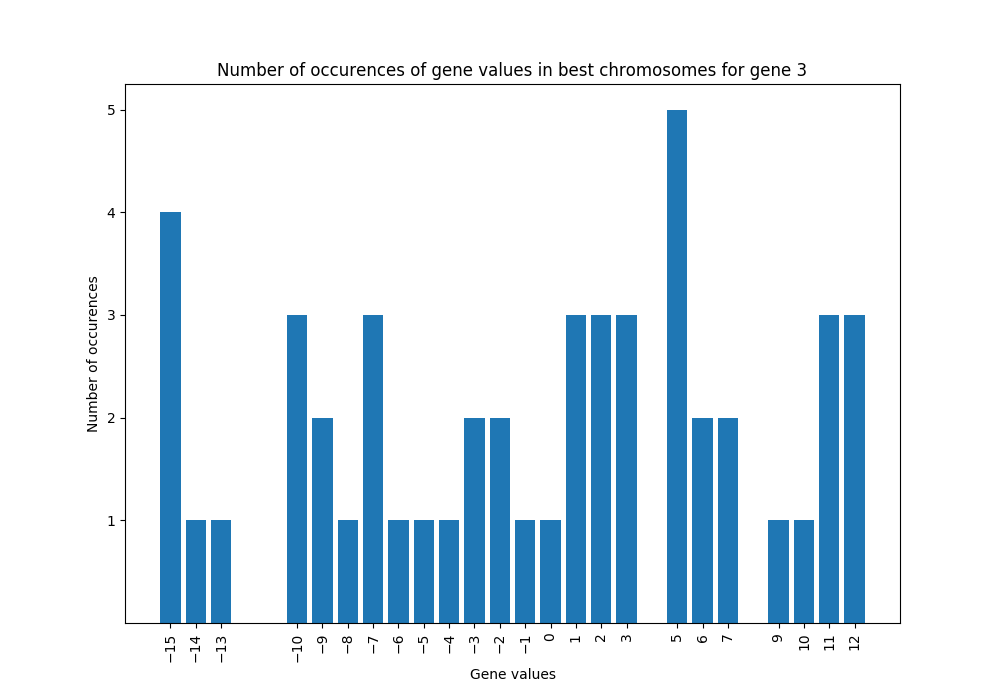 Number of occurences of gene values in best chromosomes for gene 3
5
4
3
2
1
Number of occurences
−15 −14 −13 −10 −9 −8 −7 −6 −5 −4 −3 −2 −1 0 1 2 3 5 6 7 9 10 11 12
Gene values